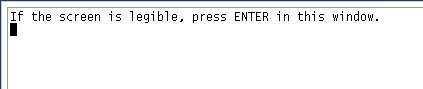 If the screen is legible, press ENTER in this window.